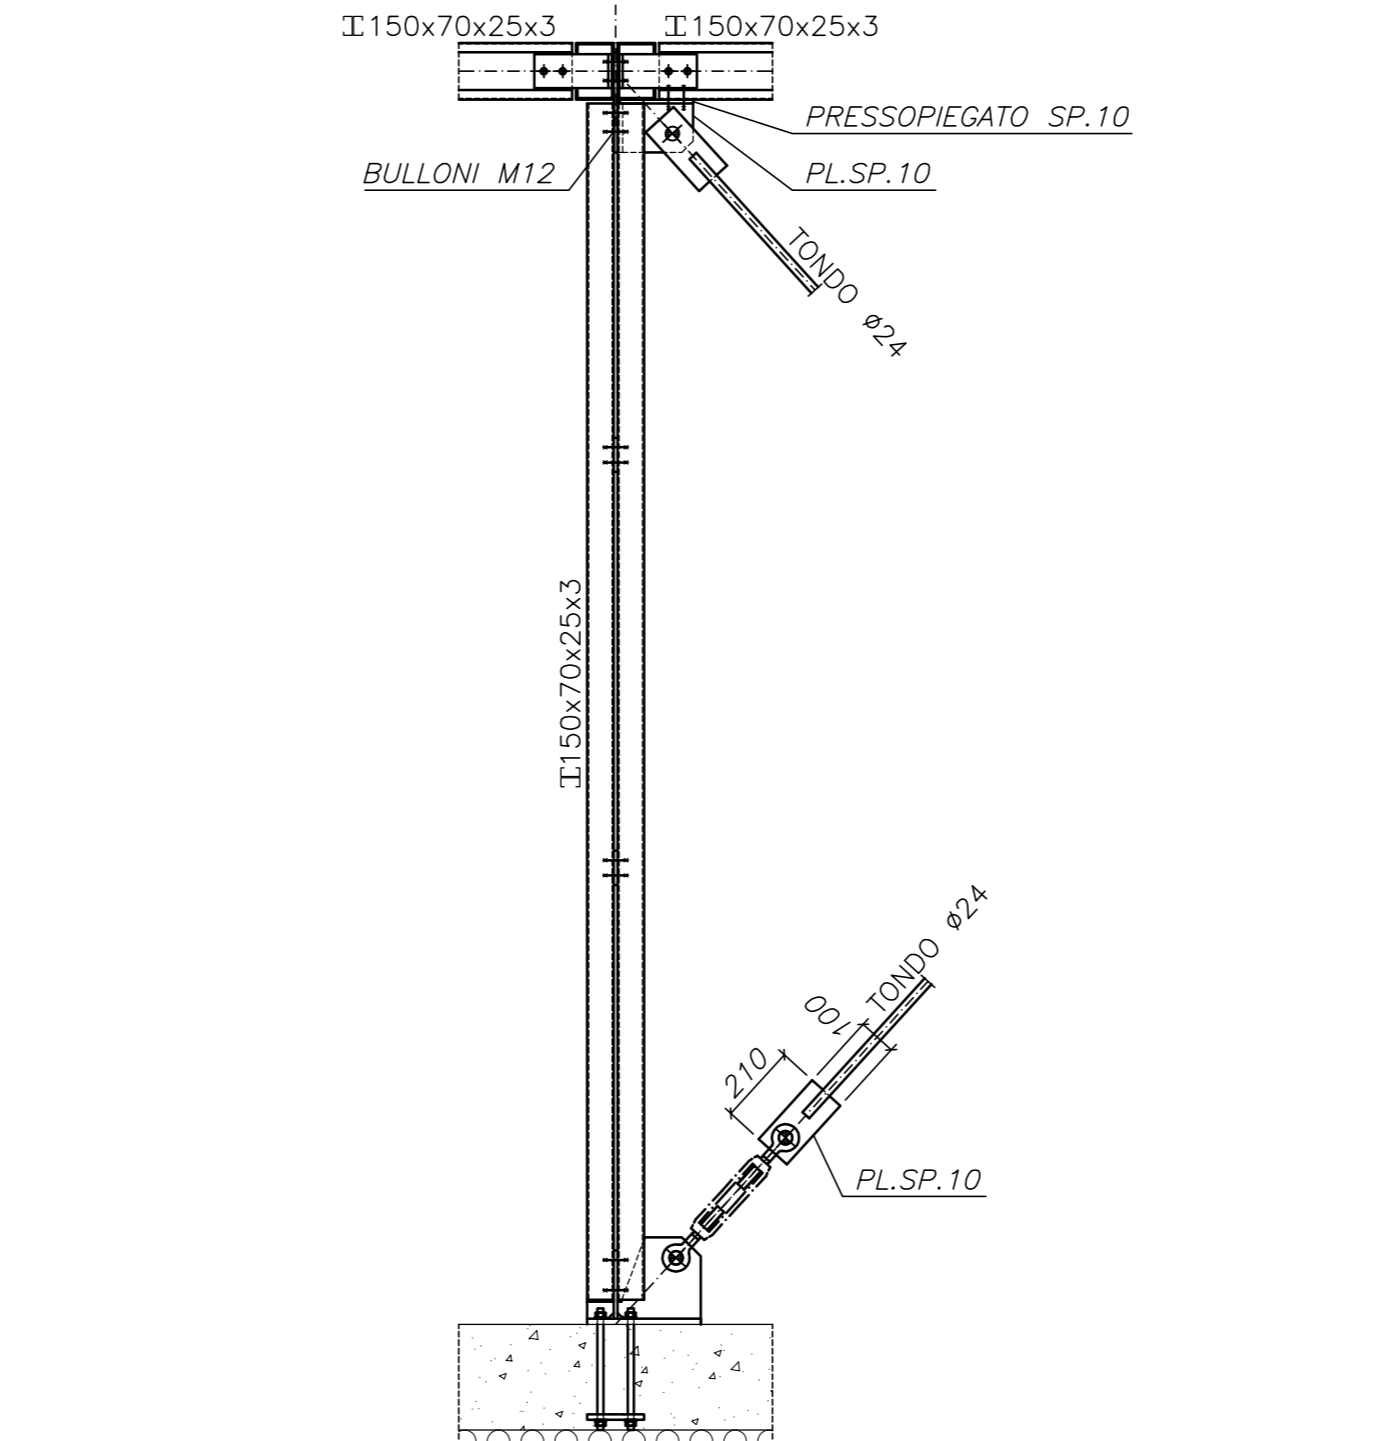 ⌶150x70x25x3
⌶150x70x25x3
PRESSOPIEGATO SP.10
BULLONI M12
PL.SP.10
TONDO ø24
⌶150x70x25x3
TONDO ø24
100
210
PL.SP.10